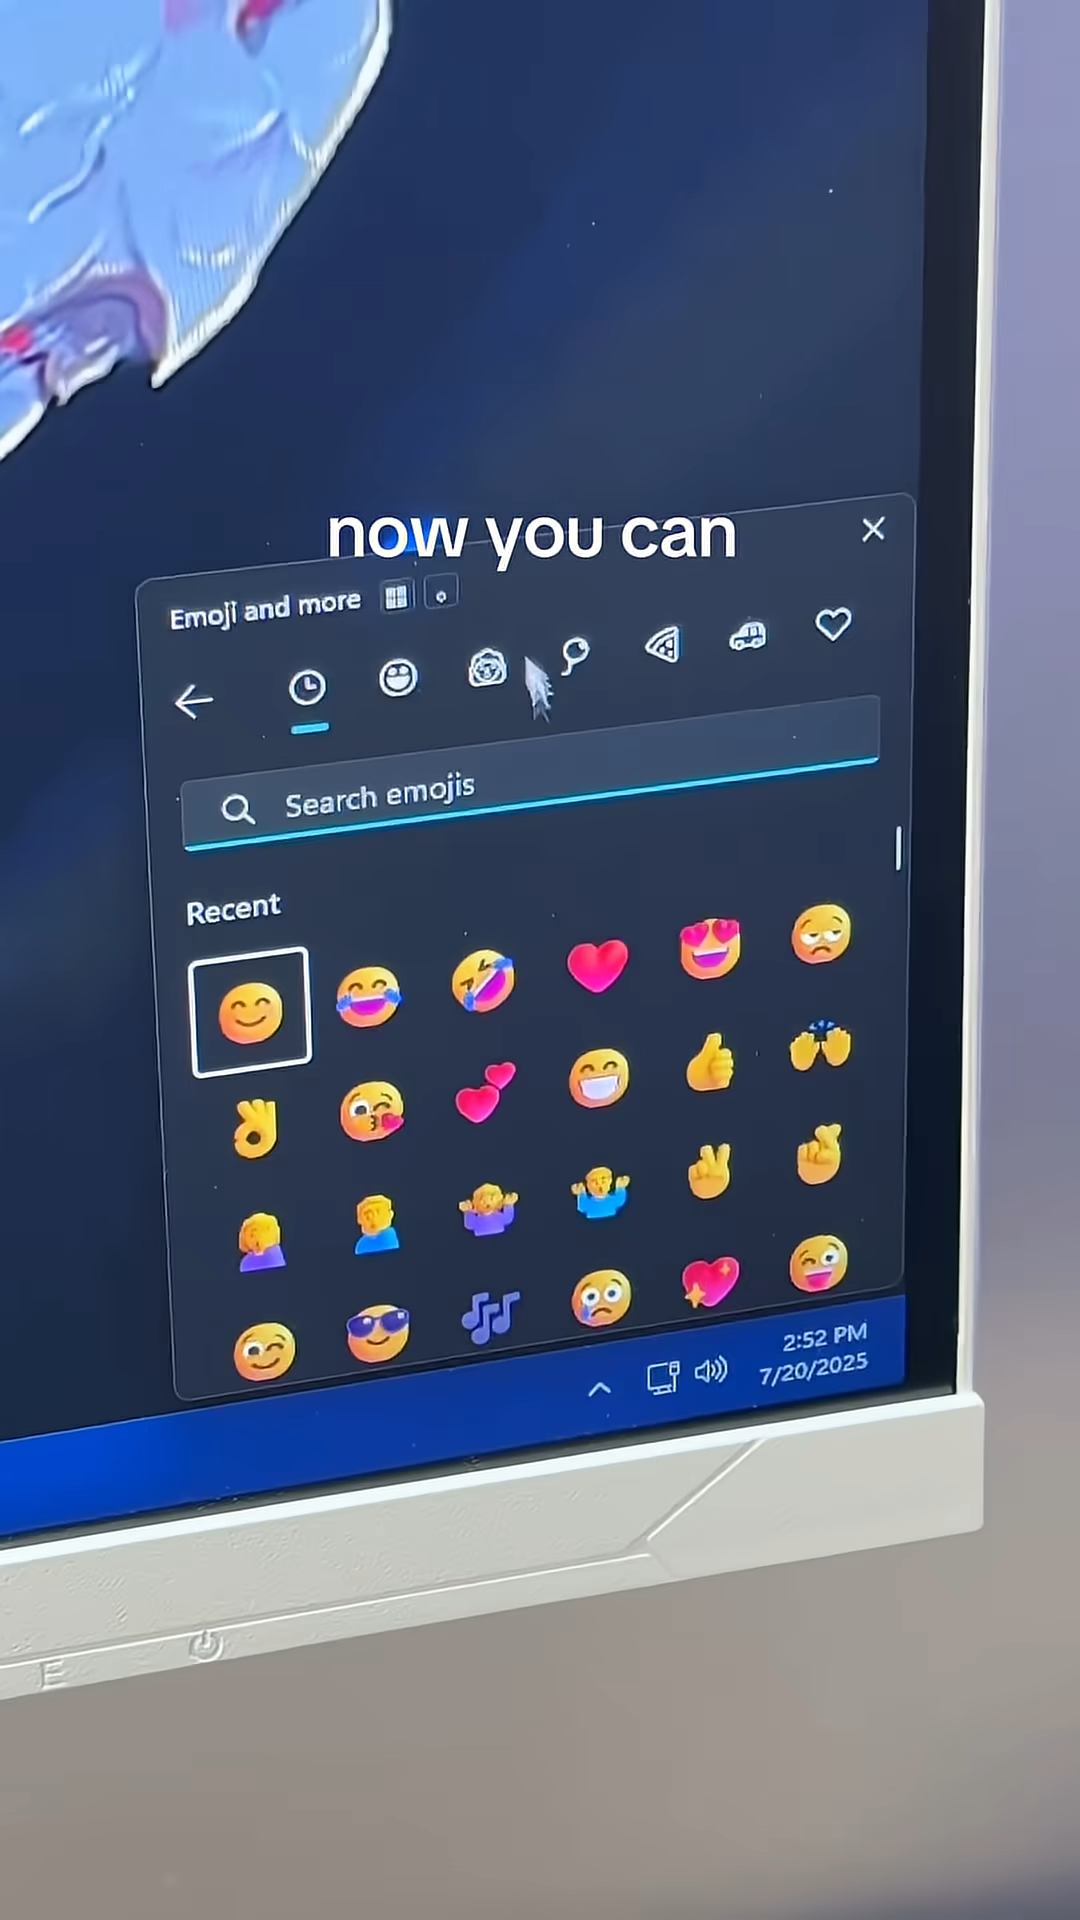 now you can
Emoji and more
Search emojis
Recent
2:52 PM
7/20/2025
E